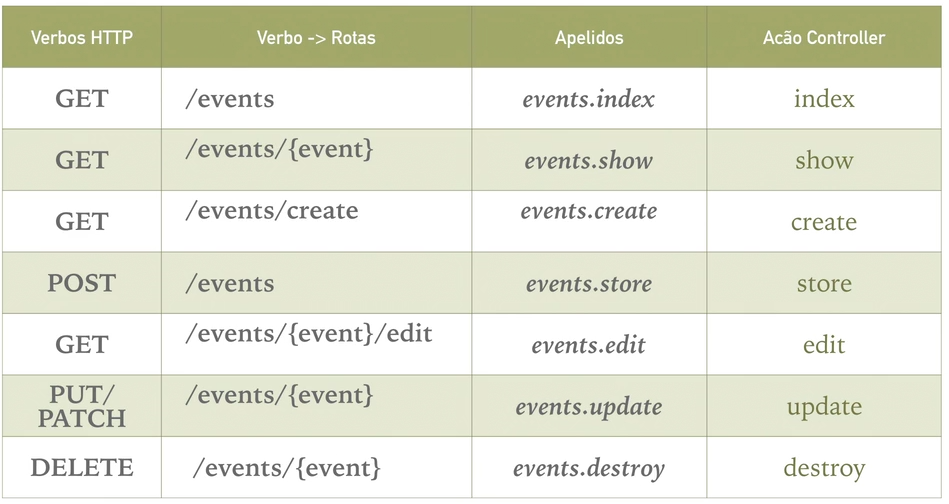 Verbos HTTP Verbo -> Rotas Apelidos Acão Controller
GET /events events.index index
GET /events/{event} events.show show
GET /events/create events.create create
POST /events events.store store
GET /events/{event}/edit events.edit edit
PUT/
PATCH /events/{event} events.update update
DELETE /events/{event} events.destroy destroy